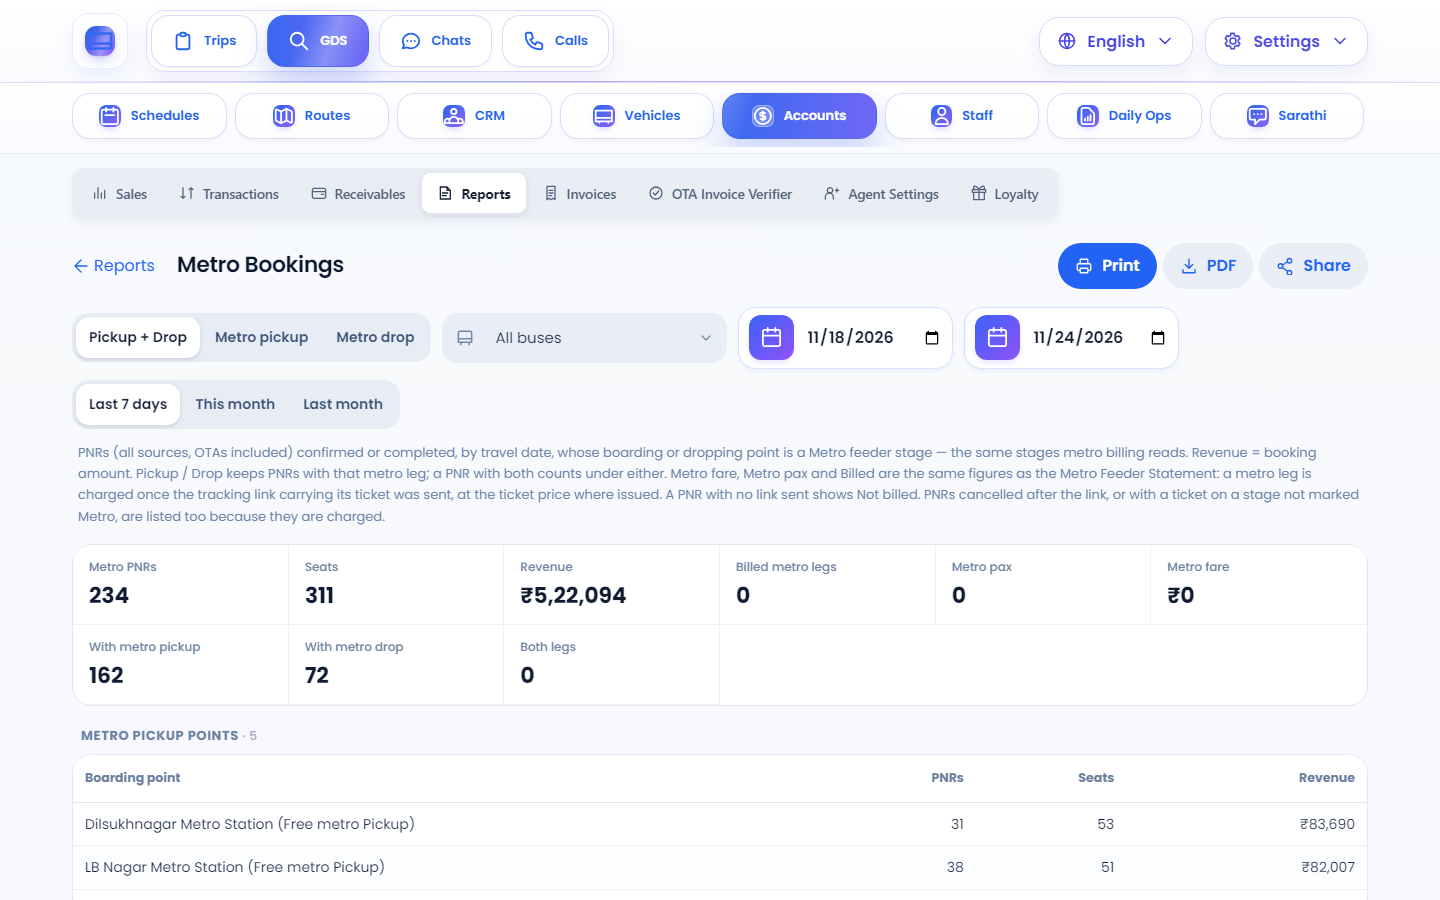 Trips
GDS
Chats
Calls
English
Settings
Schedules
Routes
CRM
Vehicles
Accounts
Staff
Daily Ops
Sarathi
Sales
Transactions
Receivables
Reports
Invoices
OTA Invoice Verifier
Agent Settings
Loyalty
Reports
Metro Bookings
Print
PDF
Share
Pickup + Drop
Metro pickup
Metro drop
All buses
11/18/2026
11/24/2026
Last 7 days
This month
Last month
PNRs (all sources, OTAs included) confirmed or completed, by travel date, whose boarding or dropping point is a Metro feeder stage — the same stages metro billing reads. Revenue = booking
amount. Pickup / Drop keeps PNRs with that metro leg; a PNR with both counts under either. Metro fare, Metro pax and Billed are the same figures as the Metro Feeder Statement: a metro leg is
charged once the tracking link carrying its ticket was sent, at the ticket price where issued. A PNR with no link sent shows Not billed. PNRs cancelled after the link, or with a ticket on a stage not marked
Metro, are listed too because they are charged.
Metro PNRs
234
Seats
311
Revenue
₹5,22,094
Billed metro legs
0
Metro pax
0
Metro fare
₹0
With metro pickup
162
With metro drop
72
Both legs
0
METRO PICKUP POINTS · 5
Boarding point PNRs Seats Revenue
Dilsukhnagar Metro Station (Free metro Pickup) 31 53 ₹83,690
LB Nagar Metro Station (Free metro Pickup) 38 51 ₹82,007